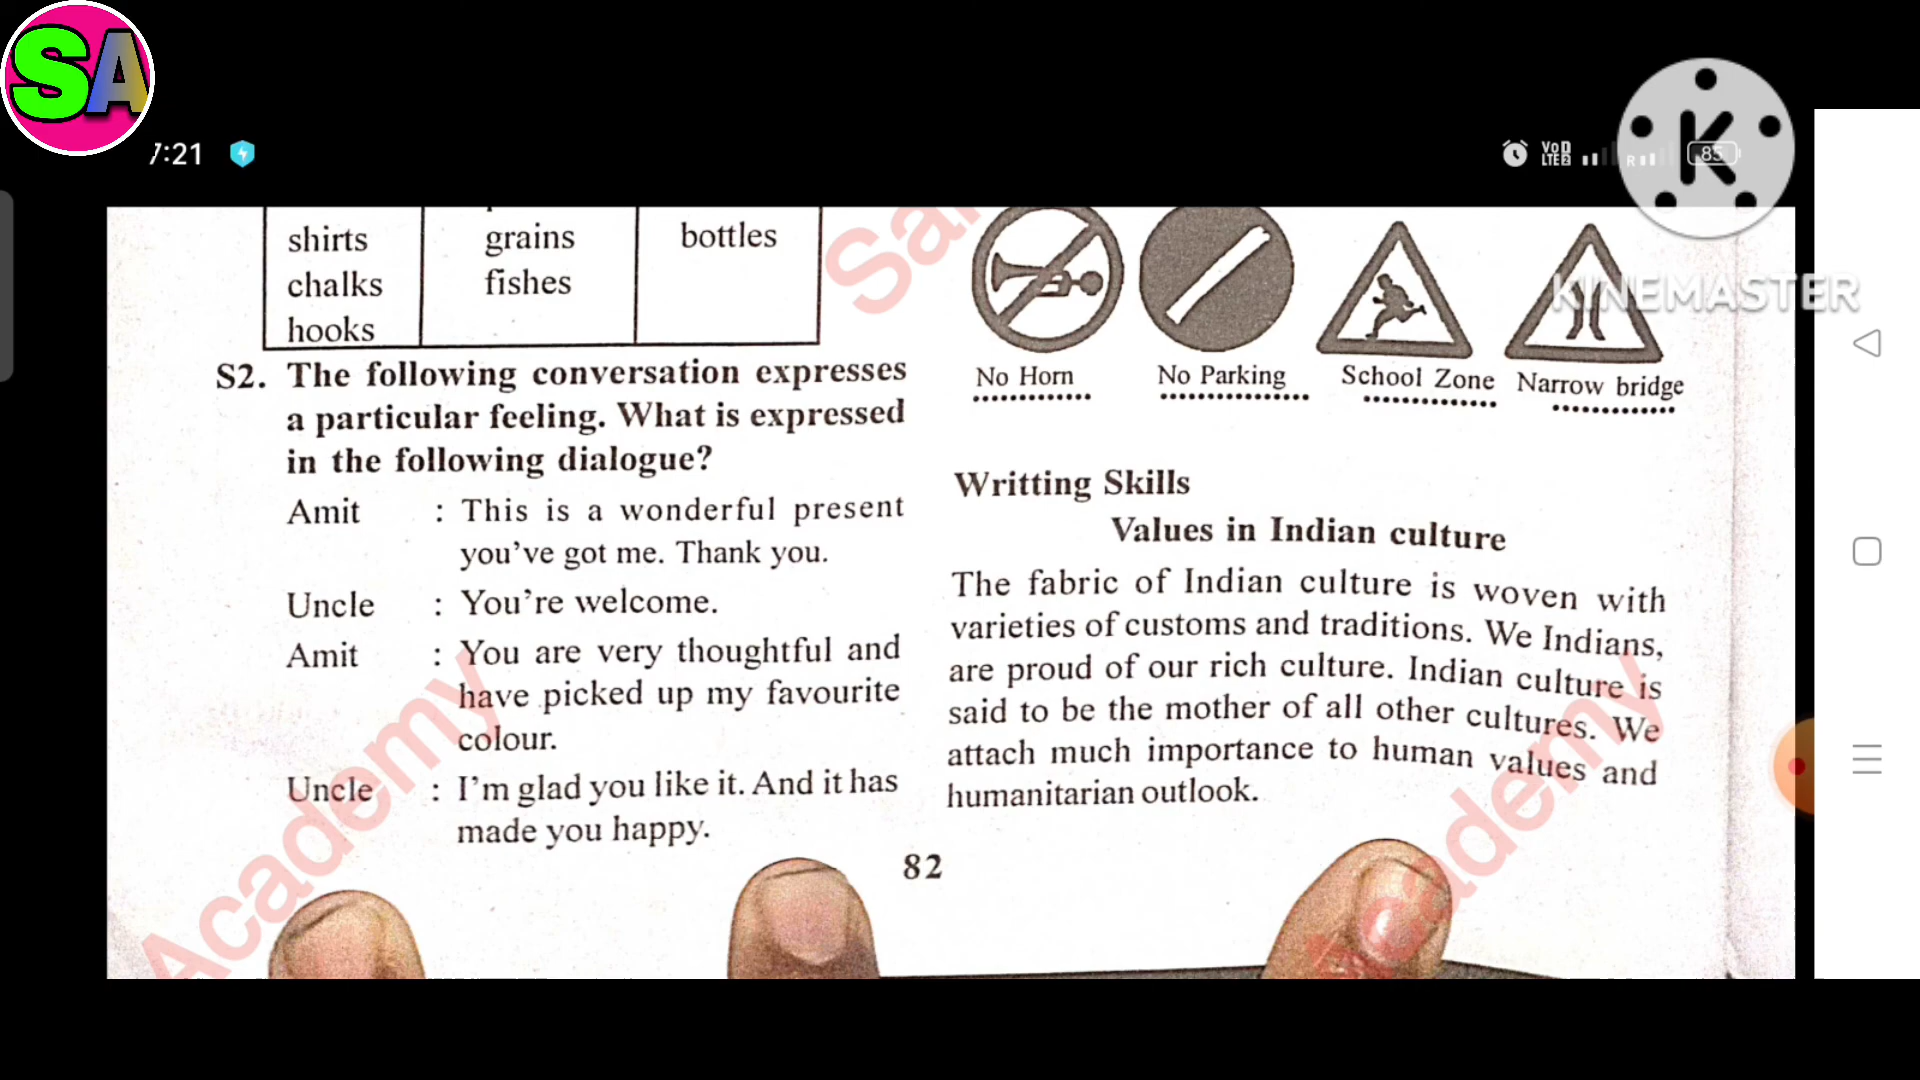 SA
7:21
VoD
LTE 2
R
85
K
KINEMASTER
shirts
chalks
hooks
grains
fishes
bottles
S2. The following conversation expresses
a particular feeling. What is expressed
in the following dialogue?
Amit : This is a wonderful present
you've got me. Thank you.
Uncle : You're welcome.
Amit : You are very thoughtful and
have picked up my favourite
colour.
Uncle : I'm glad you like it. And it has
made you happy.
No Horn
No Parking
School Zone
Narrow bridge
Writting Skills
Values in Indian culture
The fabric of Indian culture is woven with
varieties of customs and traditions. We Indians,
are proud of our rich culture. Indian culture is
said to be the mother of all other cultures. We
attach much importance to human values and
humanitarian outlook.
82
Academy
Academy